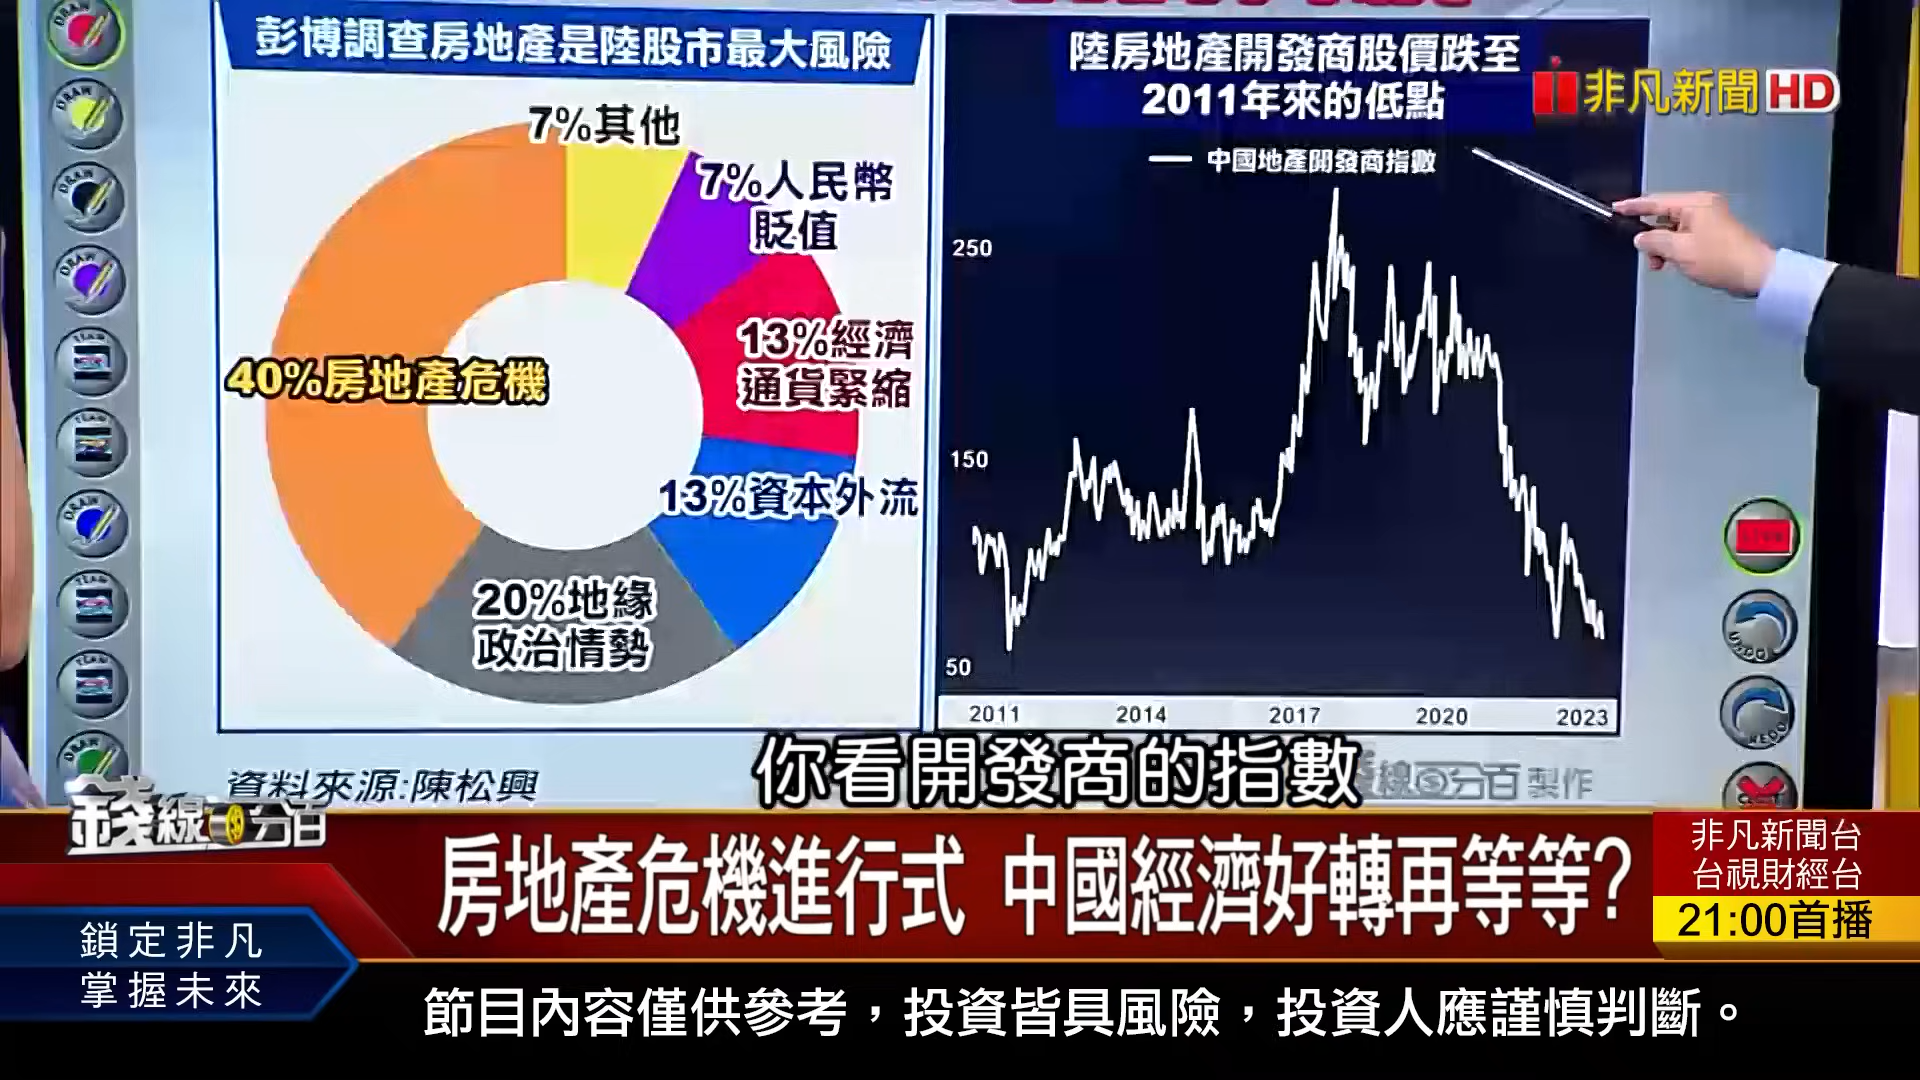 彭博調查房地產是陸股市最大風險
7%其他
7%人民幣
貶值
13%經濟
通貨緊縮
40%房地產危機
13%資本外流
20%地緣
政治情勢
陸房地產開發商股價跌至
2011年來的低點
中國地產開發商指數
250
150
50
2011 2014 2017 2020 2023
非凡新聞HD
DRAW
DRAW
DRAW
DRAW
DRAW
DRAW
UNDO
REDO
資料來源:陳松興
你看開發商的指數
錢線百分百 製作
錢線百分百
房地產危機進行式 中國經濟好轉再等等?
非凡新聞台
台視財經台
21:00首播
鎖定非凡
掌握未來
節目內容僅供參考，投資皆具風險，投資人應謹慎判斷。